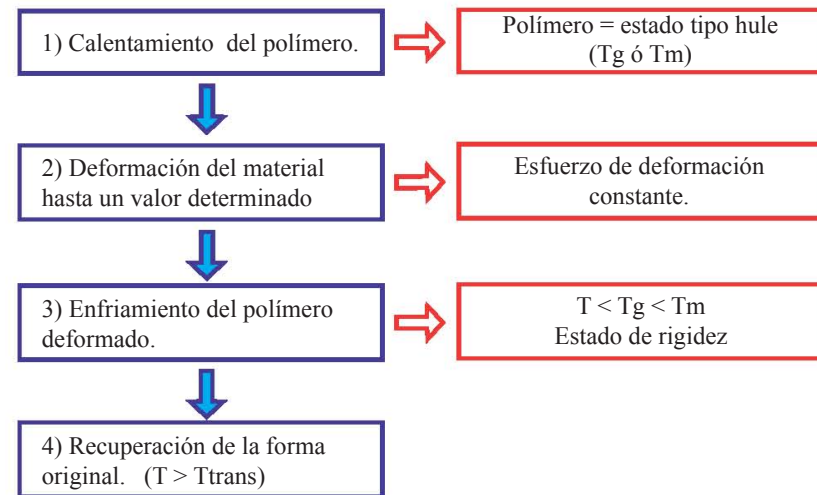 1) Calentamiento del polímero.
Polímero = estado tipo hule
(Tg ó Tm)
2) Deformación del material
hasta un valor determinado
Esfuerzo de deformación
constante.
3) Enfriamiento del polímero
deformado.
T < Tg < Tm
Estado de rigidez
4) Recuperación de la forma
original. (T > Ttrans)